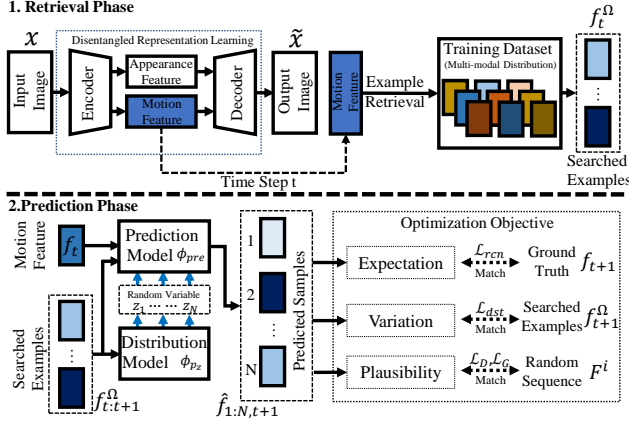 1. Retrieval Phase
x
Disentangled Representation Learning
x̃
f_t^Ω
Input Image
Encoder
Appearance Feature
Motion Feature
Decoder
Output Image
Motion Feature
Example Retrieval
Training Dataset
(Multi-modal Distribution)
Searched Examples
Time Step t
2.Prediction Phase
Motion Feature
f_t
Prediction Model ϕ_pre
Random Variable
z_1 ⋯ ⋯ z_N
Distribution Model ϕ_{p_z}
Searched Examples
f_{t:t+1}^Ω
1
2
N
Predicted Samples
f̂_{1:N,t+1}
Optimization Objective
Expectation
ℒ_rcn
Match
Ground Truth f_{t+1}
Variation
ℒ_dst
Match
Searched Examples f_{t+1}^Ω
Plausibility
ℒ_D,ℒ_G
Match
Random Sequence F^i